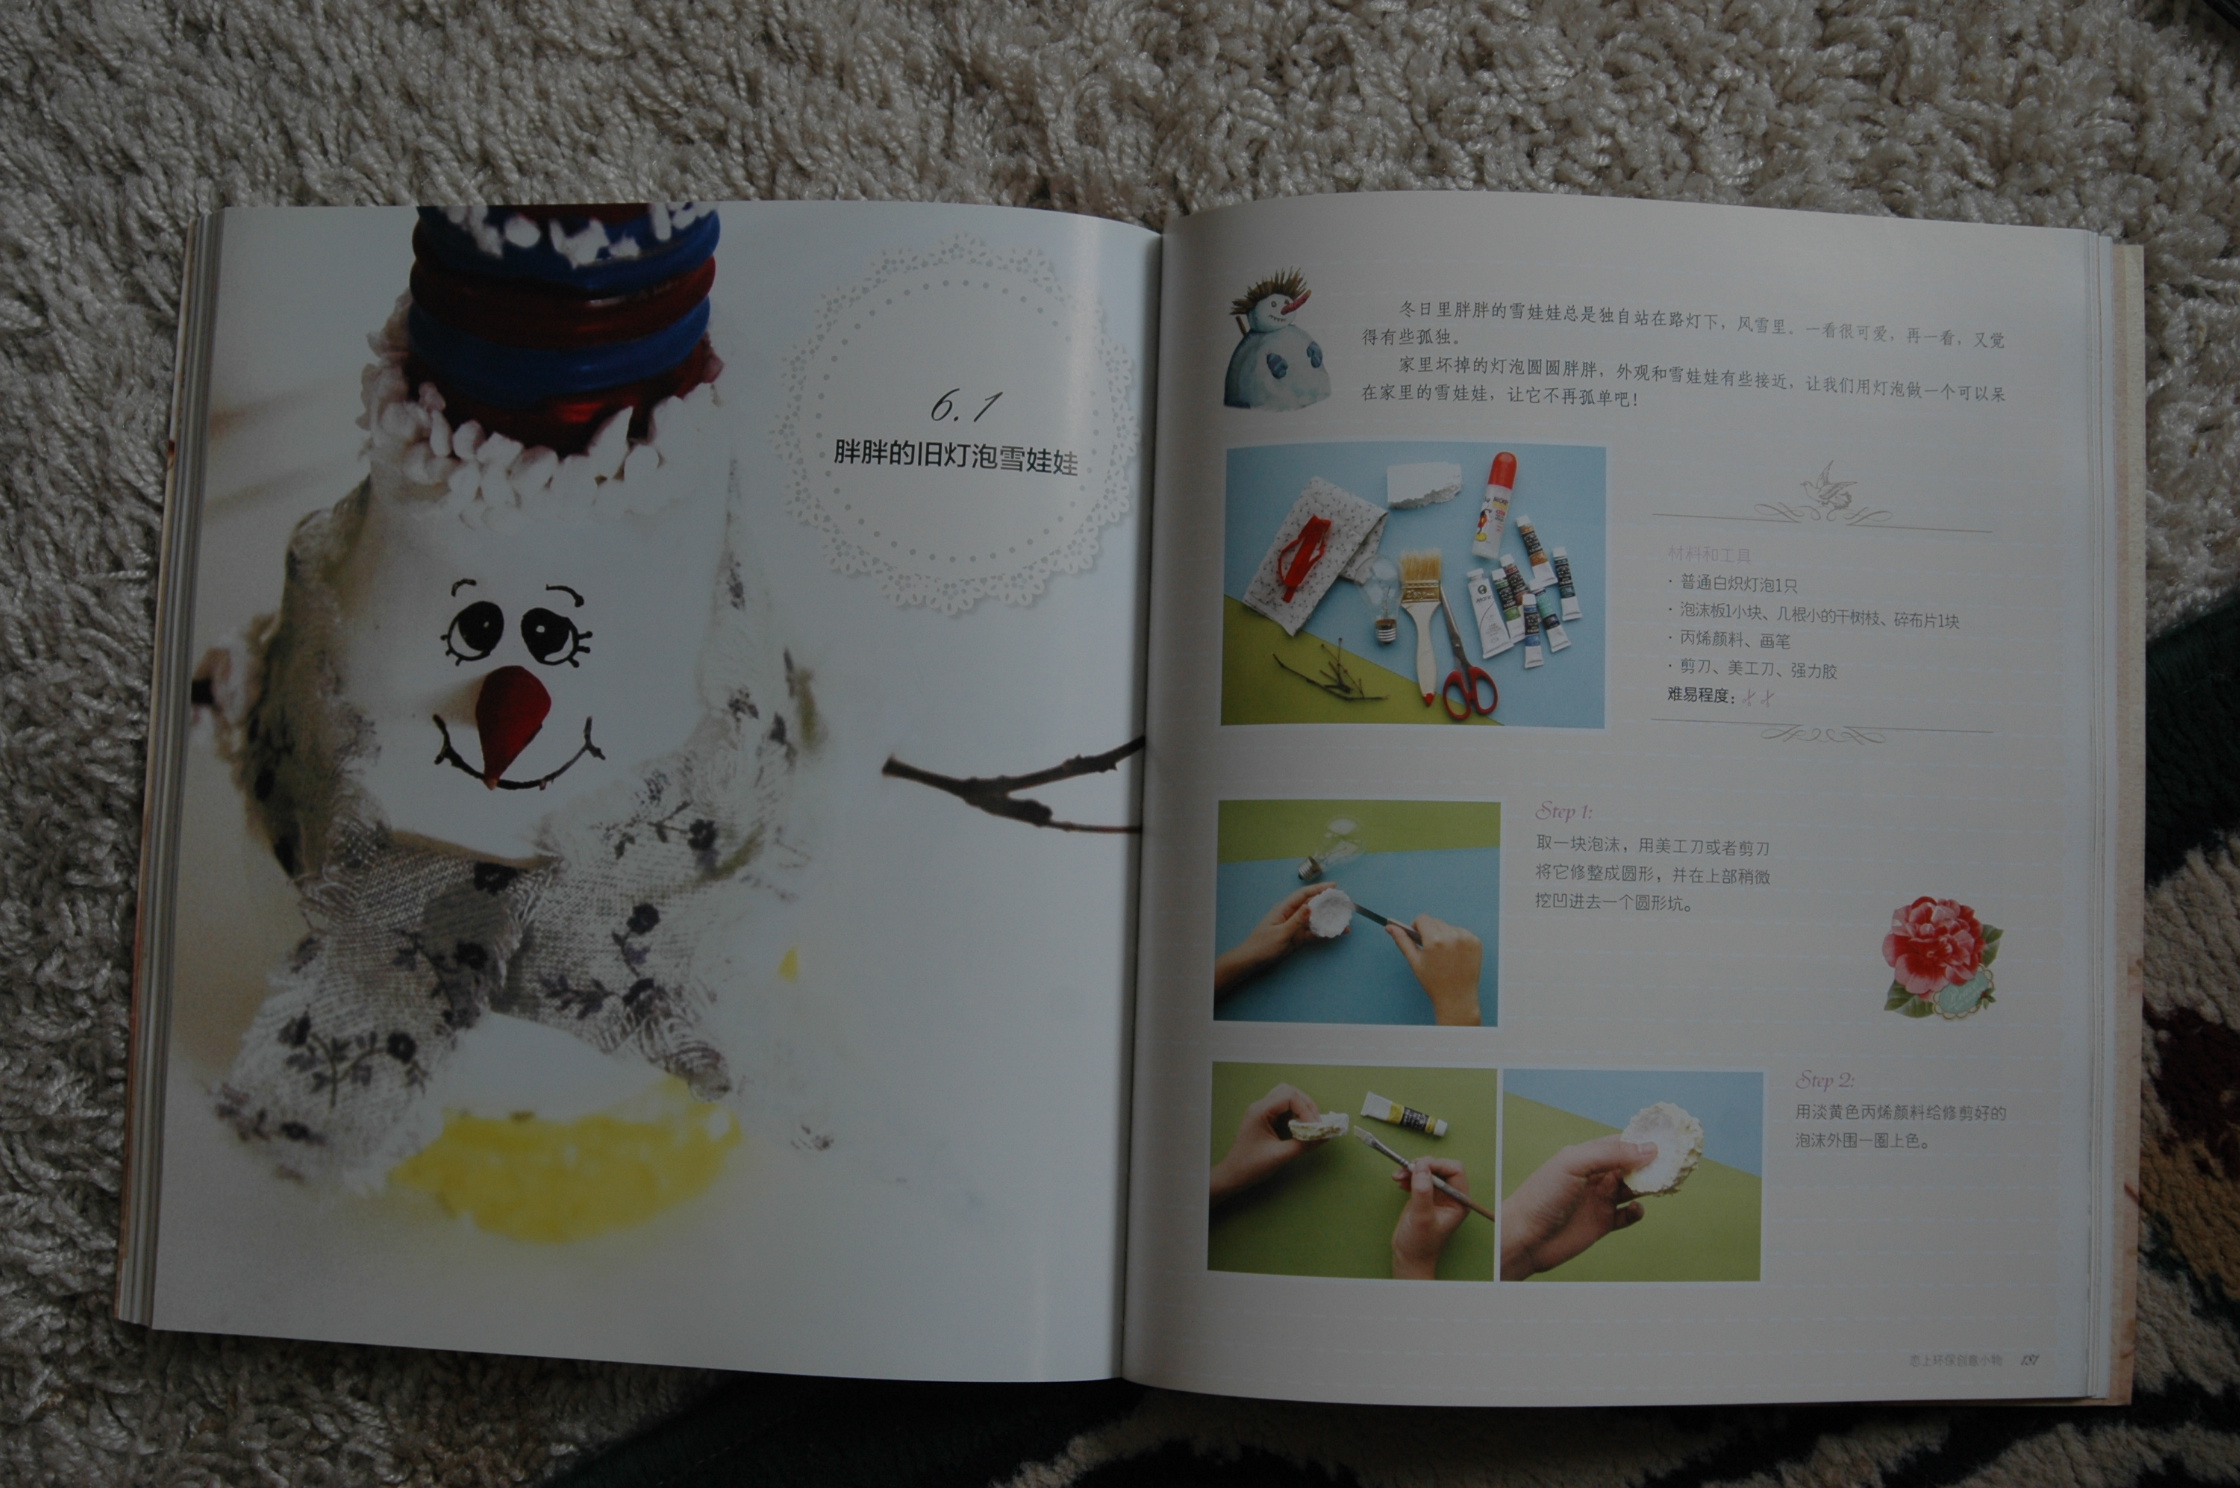 6.1
胖胖的旧灯泡雪娃娃
冬日里胖胖的雪娃娃总是独自站在路灯下，风雪里。一看很可爱，再一看，又觉
得有些孤独。
家里坏掉的灯泡圆圆胖胖，外观和雪娃娃有些接近，让我们用灯泡做一个可以呆
在家里的雪娃娃，让它不再孤单吧！
材料和工具
·普通白炽灯泡1只
·泡沫板1小块、几根小的干树枝、碎布片1块
·丙烯颜料、画笔
·剪刀、美工刀、强力胶
难易程度：
Step 1:
取一块泡沫，用美工刀或者剪刀
将它修整成圆形，并在上部稍微
挖凹进去一个圆形坑。
Step 2:
用淡黄色丙烯颜料给修剪好的
泡沫外围一圈上色。
恋上环保创意小物 187